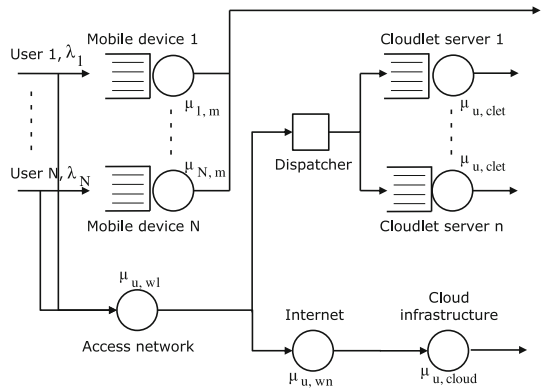 User 1, λ1
Mobile device 1
μ1, m
Cloudlet server 1
μu, clet
User N, λN
μN, m
Mobile device N
Dispatcher
μu, clet
Cloudlet server n
μu, wl
Access network
Internet
μu, wn
Cloud
infrastructure
μu, cloud